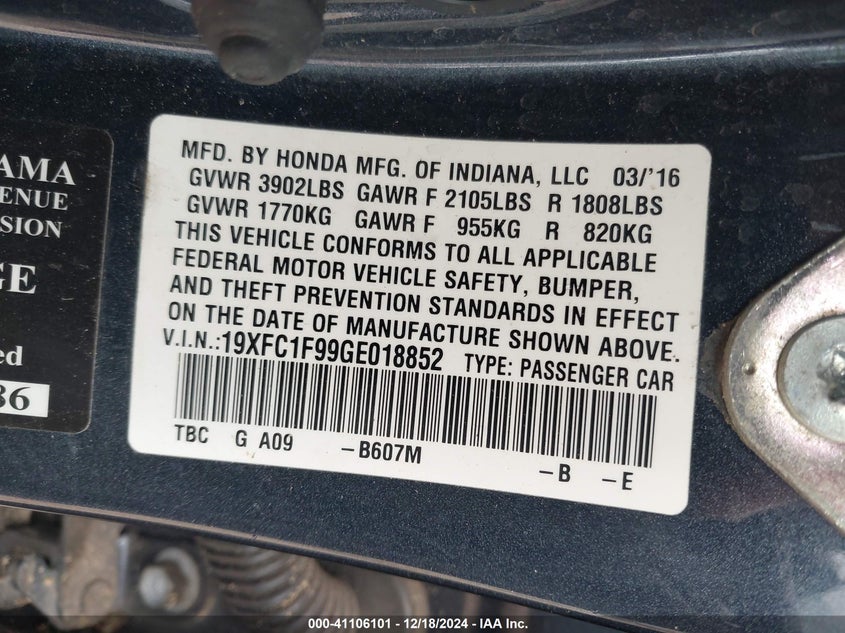 AMA
ENUE
SION
GE
ed
36
MFD. BY HONDA MFG. OF INDIANA, LLC 03/'16
GVWR 3902LBS GAWR F 2105LBS R 1808LBS
GVWR 1770KG GAWR F 955KG R 820KG
THIS VEHICLE CONFORMS TO ALL APPLICABLE
FEDERAL MOTOR VEHICLE SAFETY, BUMPER,
AND THEFT PREVENTION STANDARDS IN EFFECT
ON THE DATE OF MANUFACTURE SHOWN ABOVE.
V.I.N.:19XFC1F99GE018852 TYPE: PASSENGER CAR
TBC G A09 -B607M -B -E
000-41106101 - 12/18/2024 - IAA Inc.